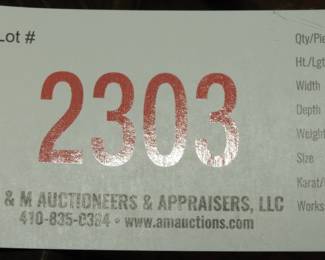 Lot #
2303
& M AUCTIONEERS & APPRAISERS, LLC
410-835-0384 • www.amauctions.com
Qty/Pie
Ht./Lgt
Width
Depth
Weight
Size
Karat/
Works